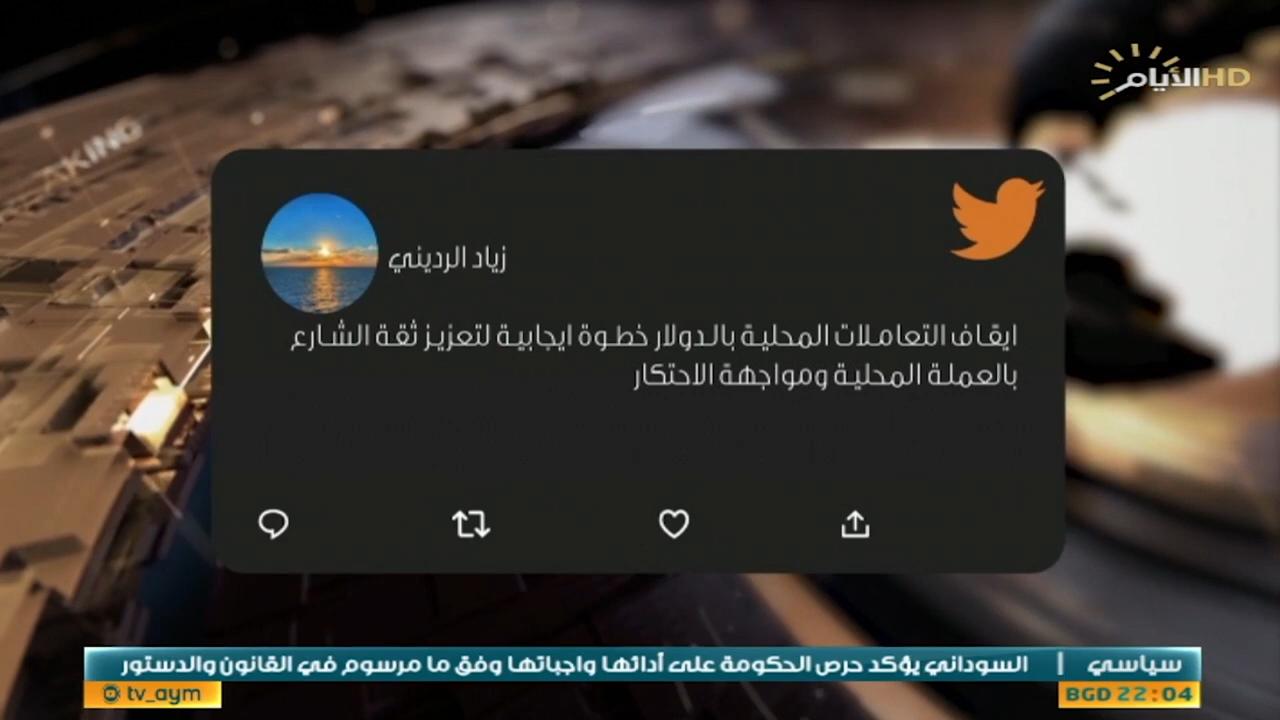 الأيام HD
زياد الرديني
ايقاف التعاملات المحلية بالدولار خطوة ايجابية لتعزيز ثقة الشارع
بالعملة المحلية ومواجهة الاحتكار
سياسي | السوداني يؤكد حرص الحكومة على أدائها واجباتها وفق ما مرسوم في القانون والدستور
tv_aym
BGD 22:04